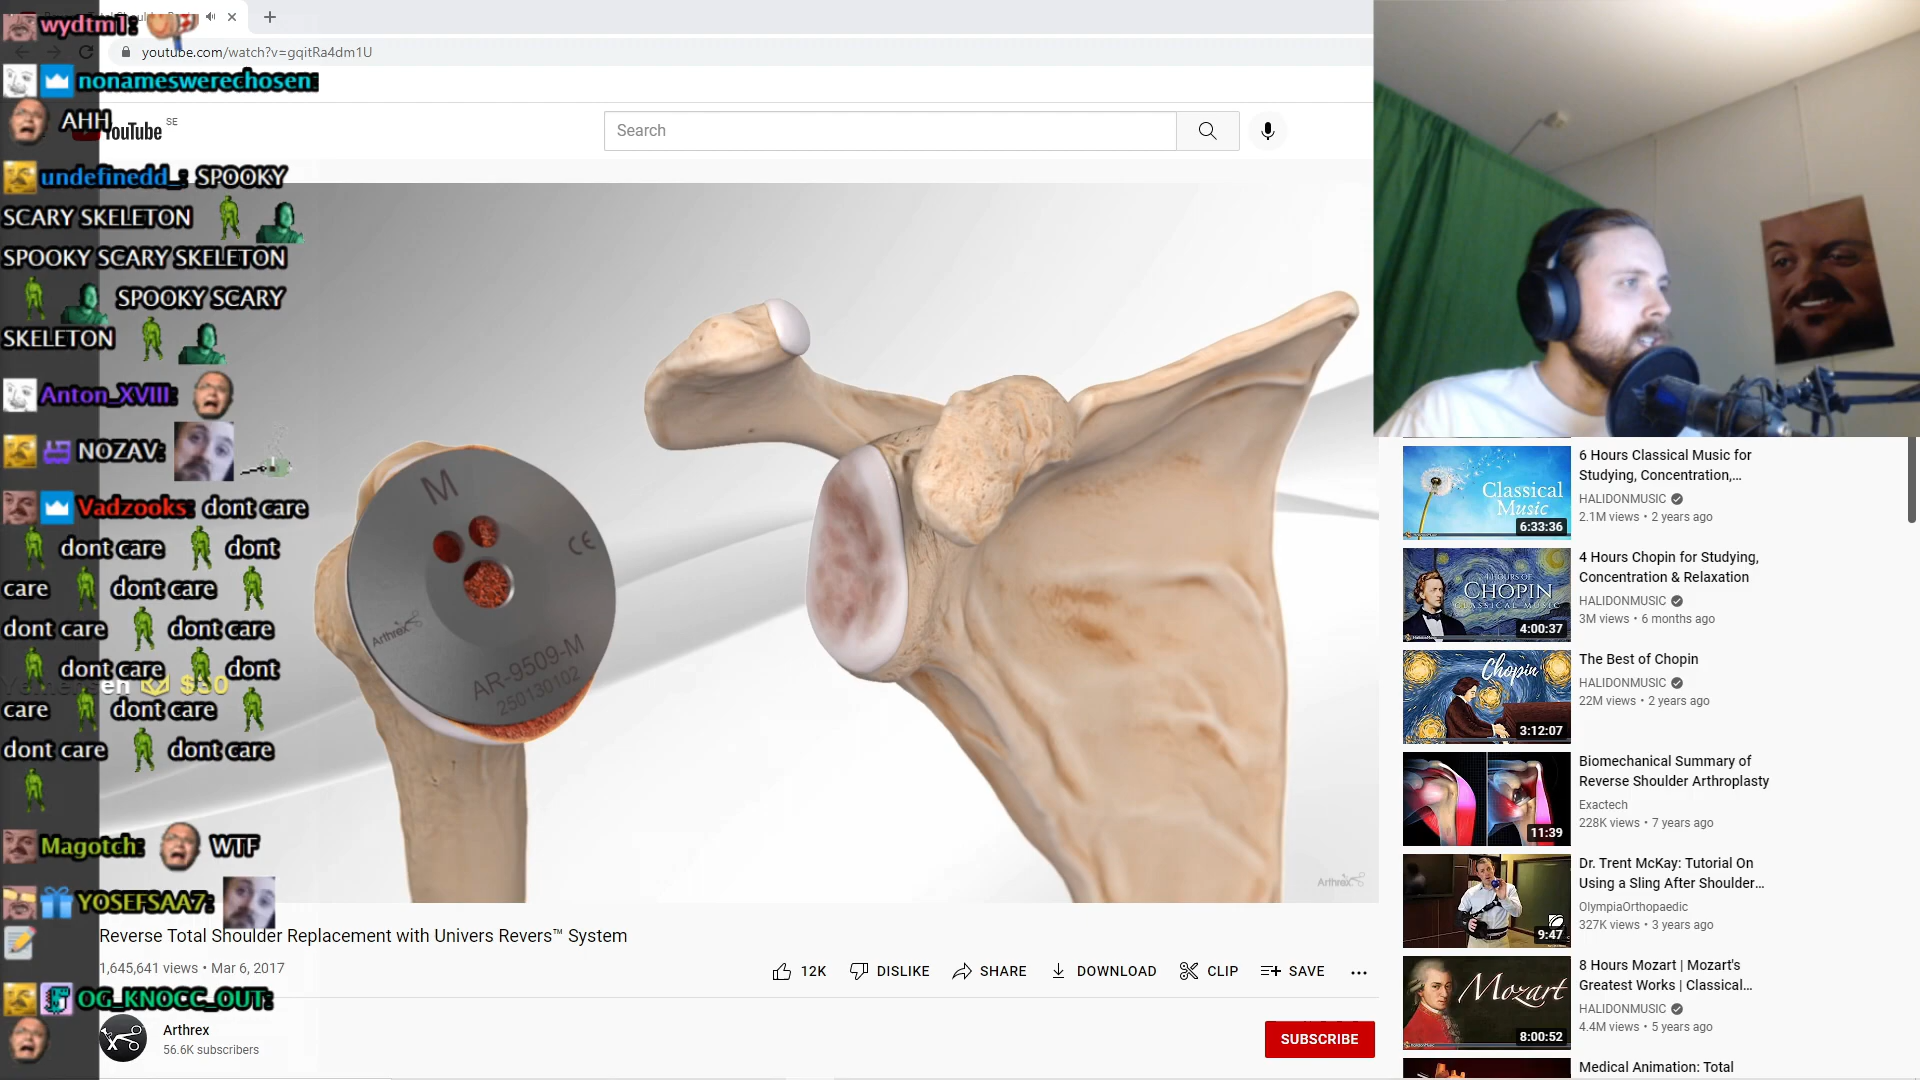 wydtm1:
youtube.com/watch?v=gqitRa4dm1U
nonameswerechosen:
AHH
YouTube SE
Search
undefinedd_: SPOOKY
SCARY SKELETON
SPOOKY SCARY SKELETON
SPOOKY SCARY
SKELETON
Anton_XVIII:
NOZAV:
Vadzooks: dont care
dont care dont
care dont care
dont care dont care
dont care dont
care dont care
dont care dont care
Magotch: WTF
YOSEFSAA7:
OG_KNOCC_OUT:
$50
M
CE
Arthrex
AR-9509-M
250130102
Arthrex
Reverse Total Shoulder Replacement with Univers Revers™ System
1,645,641 views • Mar 6, 2017
12K DISLIKE SHARE DOWNLOAD CLIP SAVE
Arthrex
56.6K subscribers
SUBSCRIBE
Classical
Music
6:33:36
6 Hours Classical Music for
Studying, Concentration,...
HALIDONMUSIC
2.1M views • 2 years ago
4 HOURS OF
CHOPIN
CLASSICAL MUSIC
4:00:37
4 Hours Chopin for Studying,
Concentration & Relaxation
HALIDONMUSIC
3M views • 6 months ago
Chopin
3:12:07
The Best of Chopin
HALIDONMUSIC
22M views • 2 years ago
11:39
Biomechanical Summary of
Reverse Shoulder Arthroplasty
Exactech
228K views • 7 years ago
9:47
Dr. Trent McKay: Tutorial On
Using a Sling After Shoulder...
OlympiaOrthopaedic
327K views • 3 years ago
Mozart
8:00:52
8 Hours Mozart | Mozart's
Greatest Works | Classical...
HALIDONMUSIC
4.4M views • 5 years ago
Medical Animation: Total